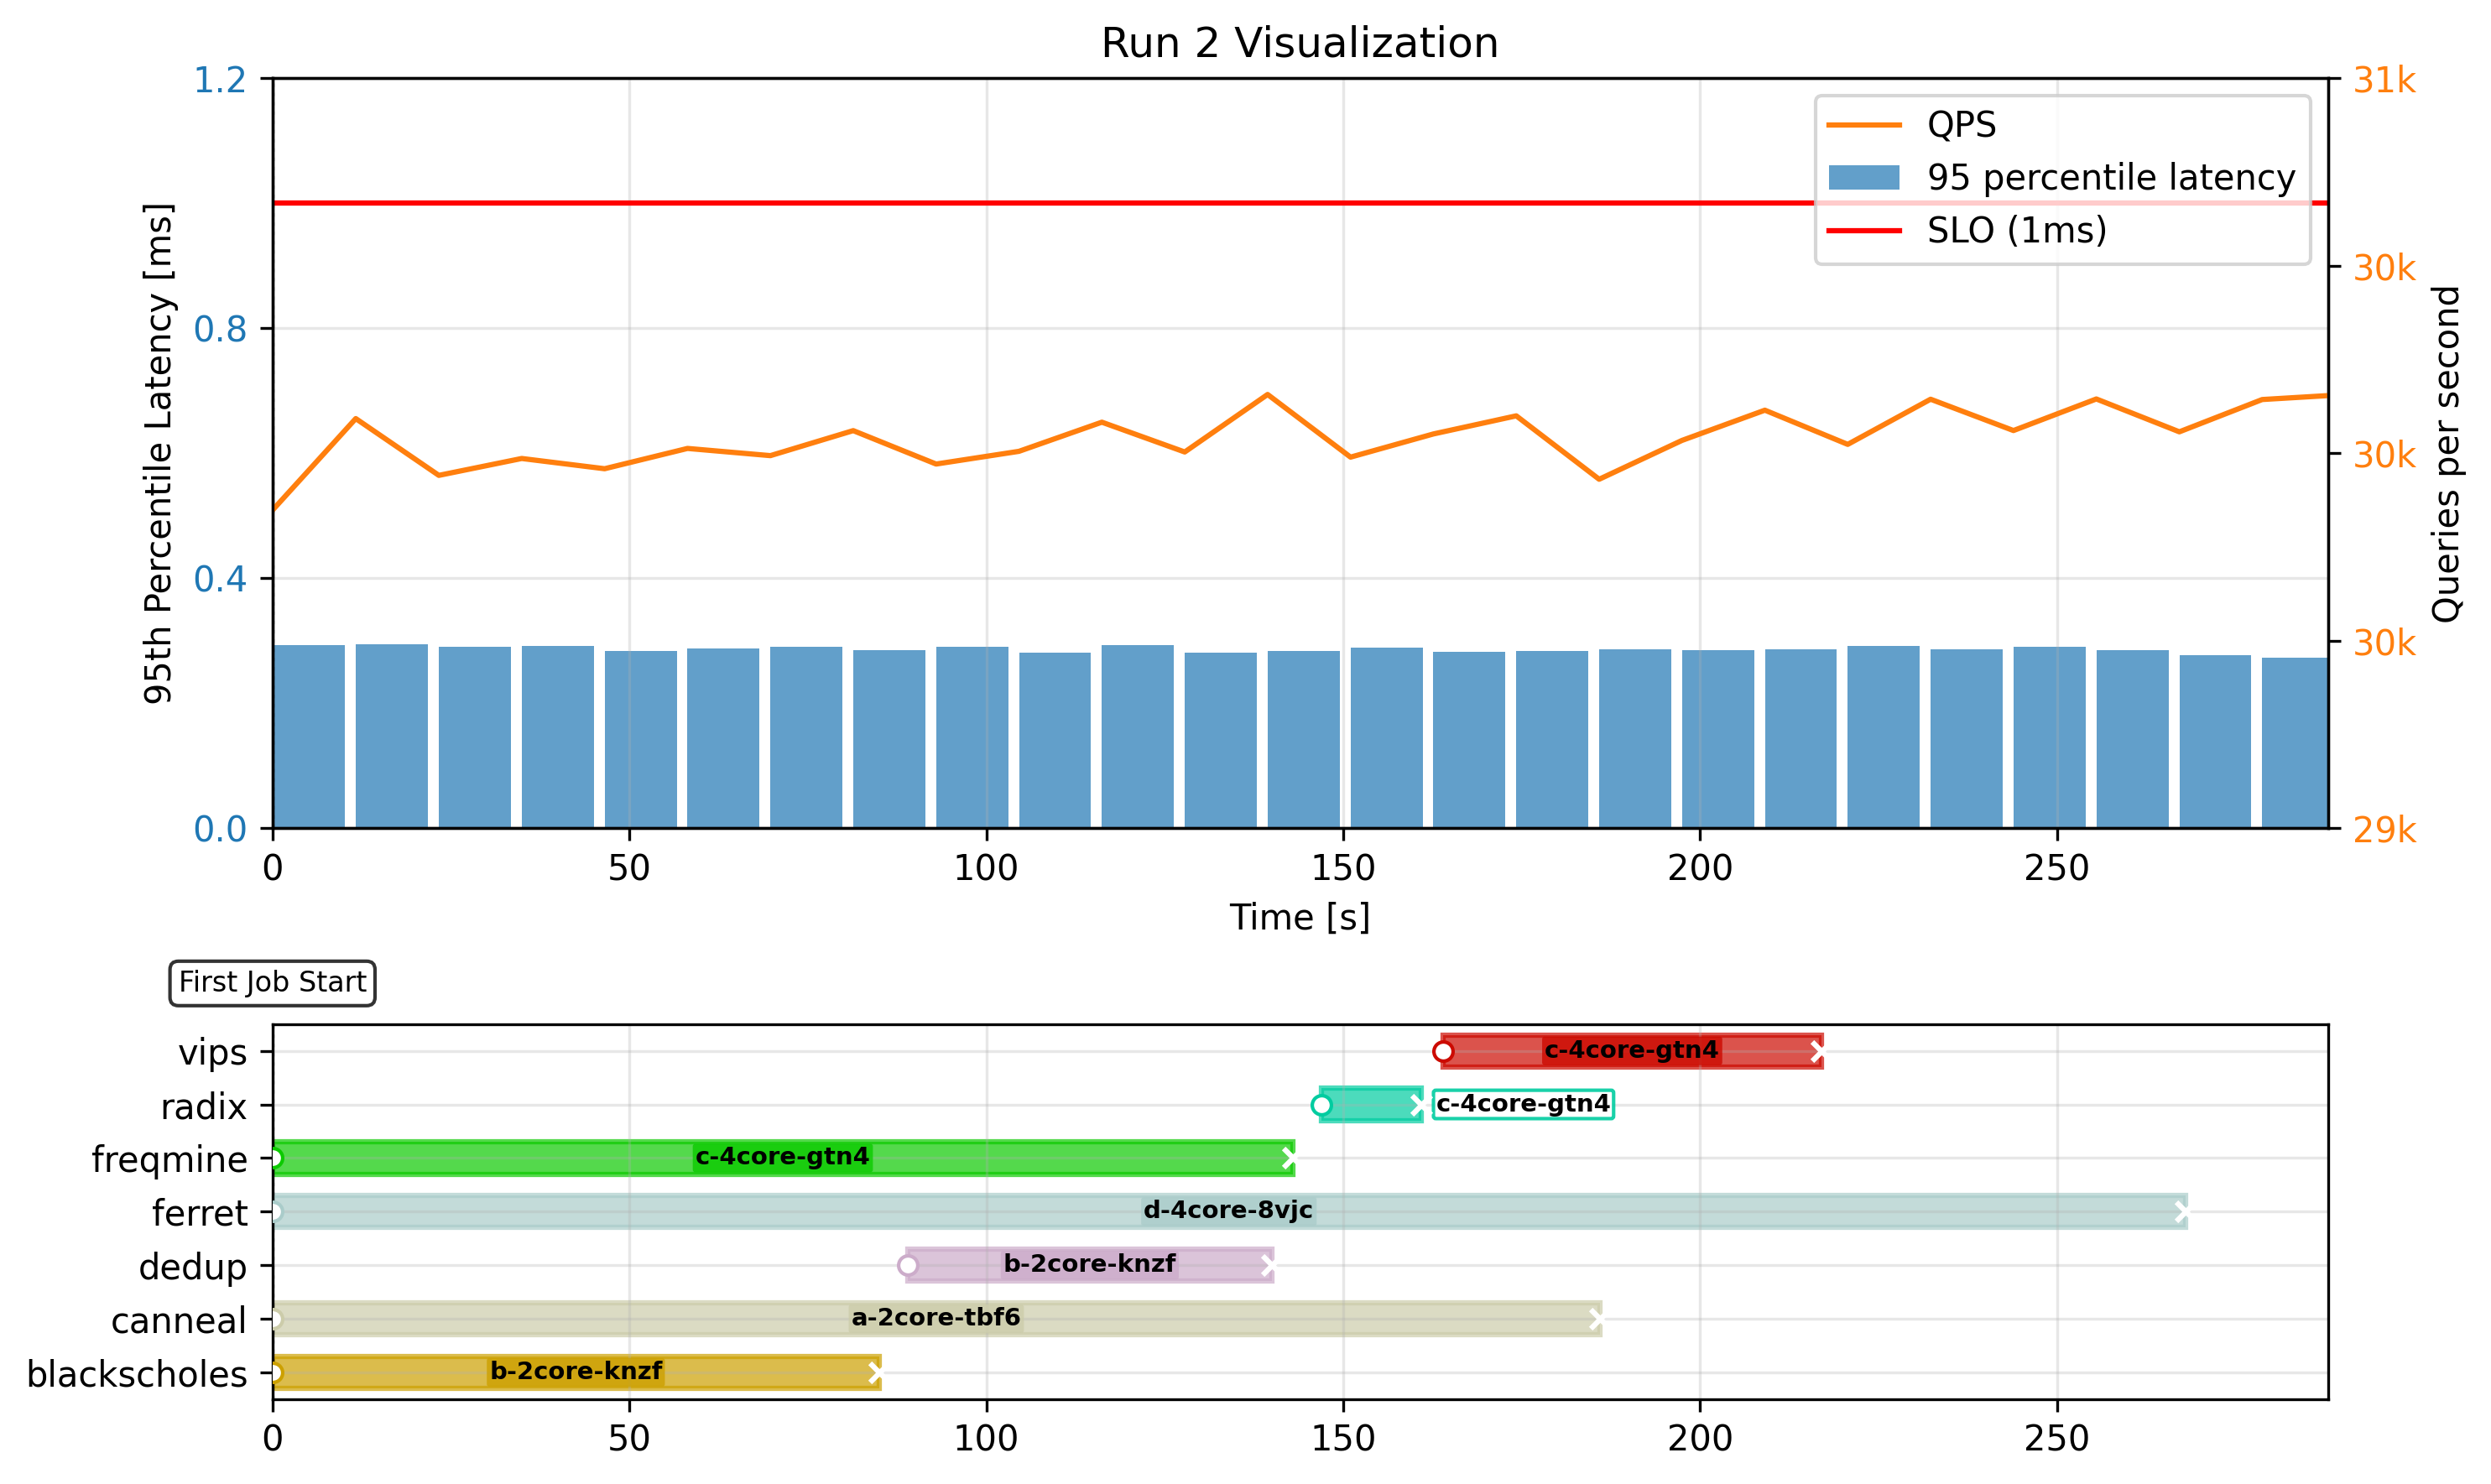 Run 2 Visualization
1.2
0.8
0.4
0.0
95th Percentile Latency [ms]
31k
30k
30k
30k
29k
Queries per second
QPS
95 percentile latency
SLO (1ms)
0 50 100 150 200 250
Time [s]
First Job Start
vips c-4core-gtn4
radix c-4core-gtn4
freqmine c-4core-gtn4
ferret d-4core-8vjc
dedup b-2core-knzf
canneal a-2core-tbf6
blackscholes b-2core-knzf
0 50 100 150 200 250